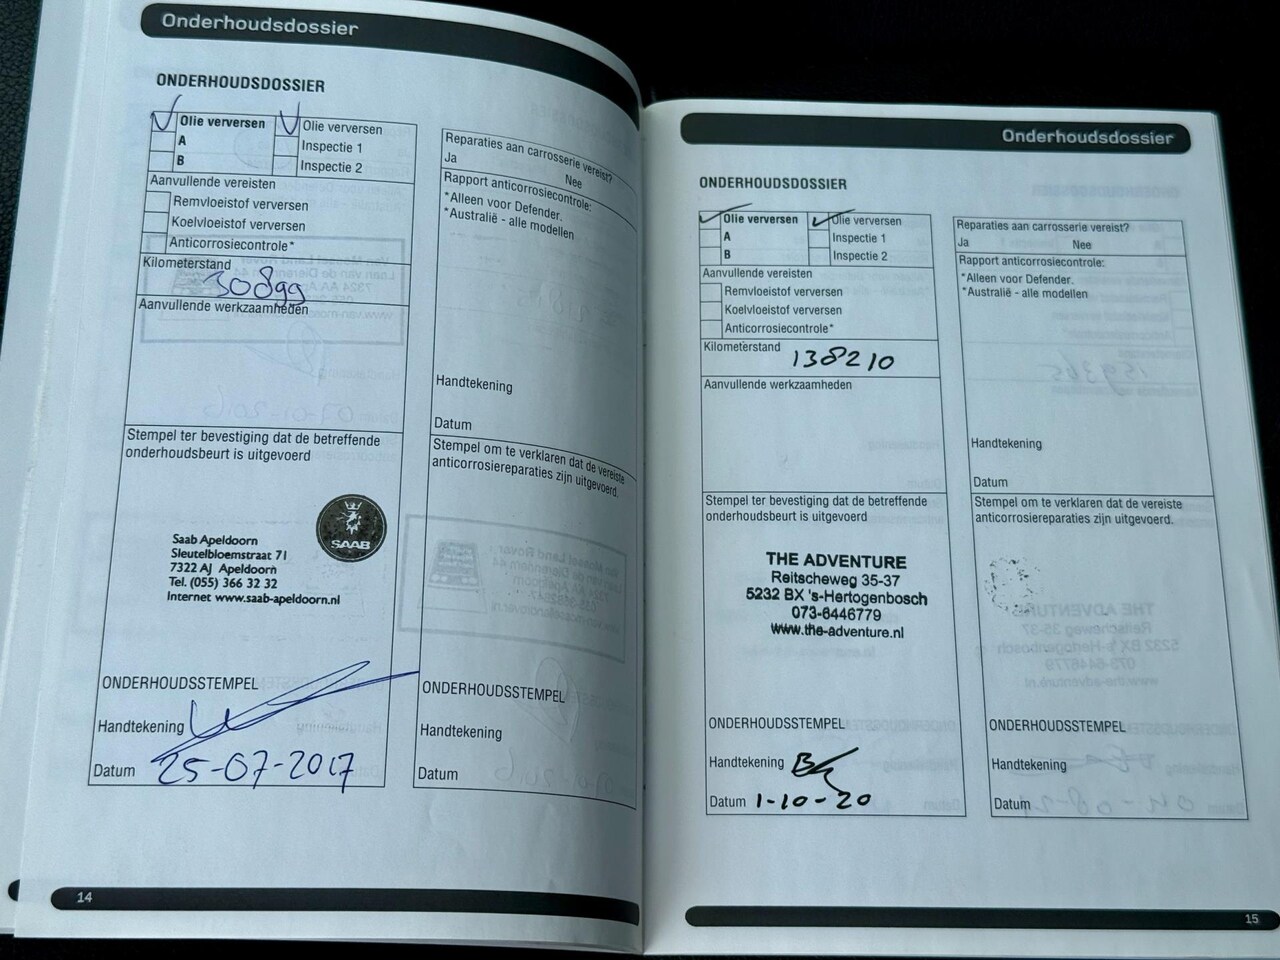 Onderhoudsdossier
ONDERHOUDSDOSSIER
Olie verversen
A
B
Olie verversen
Inspectie 1
Inspectie 2
Aanvullende vereisten
Remvloeistof verversen
Koelvloeistof verversen
Anticorrosiecontrole*
Kilometerstand
30899
Aanvullende werkzaamheden
Stempel ter bevestiging dat de betreffende
onderhoudsbeurt is uitgevoerd
SAAB
Saab Apeldoorn
Sleutelbloemstraat 71
7322 AJ Apeldoorn
Tel. (055) 366 32 32
Internet www.saab-apeldoorn.nl
ONDERHOUDSSTEMPEL
Handtekening
Datum 25-07-2017
Reparaties aan carrosserie vereist?
Ja Nee
Rapport anticorrosiecontrole:
*Alleen voor Defender.
*Australië - alle modellen
Handtekening
Datum
Stempel om te verklaren dat de vereiste
anticorrosiereparaties zijn uitgevoerd.
ONDERHOUDSSTEMPEL
Handtekening
Datum
14
Onderhoudsdossier
ONDERHOUDSDOSSIER
Olie verversen
A
B
Olie verversen
Inspectie 1
Inspectie 2
Aanvullende vereisten
Remvloeistof verversen
Koelvloeistof verversen
Anticorrosiecontrole*
Kilometerstand 138210
Aanvullende werkzaamheden
Stempel ter bevestiging dat de betreffende
onderhoudsbeurt is uitgevoerd
THE ADVENTURE
Reitscheweg 35-37
5232 BX 's-Hertogenbosch
073-6446779
www.the-adventure.nl
ONDERHOUDSSTEMPEL
Handtekening
Datum 1-10-20
Reparaties aan carrosserie vereist?
Ja Nee
Rapport anticorrosiecontrole:
*Alleen voor Defender.
*Australië - alle modellen
Handtekening
Datum
Stempel om te verklaren dat de vereiste
anticorrosiereparaties zijn uitgevoerd.
ONDERHOUDSSTEMPEL
Handtekening
Datum
15